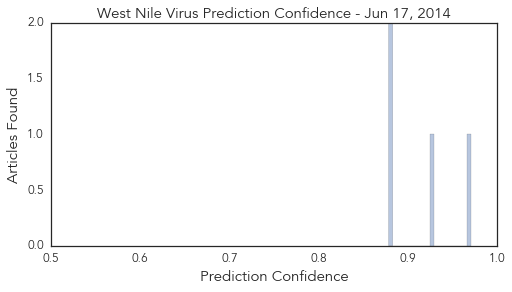 West Nile Virus Prediction Confidence - Jun 17, 2014
2.0
1.5
1.0
0.5
0.0
Articles Found
0.5 0.6 0.7 0.8 0.9 1.0
Prediction Confidence